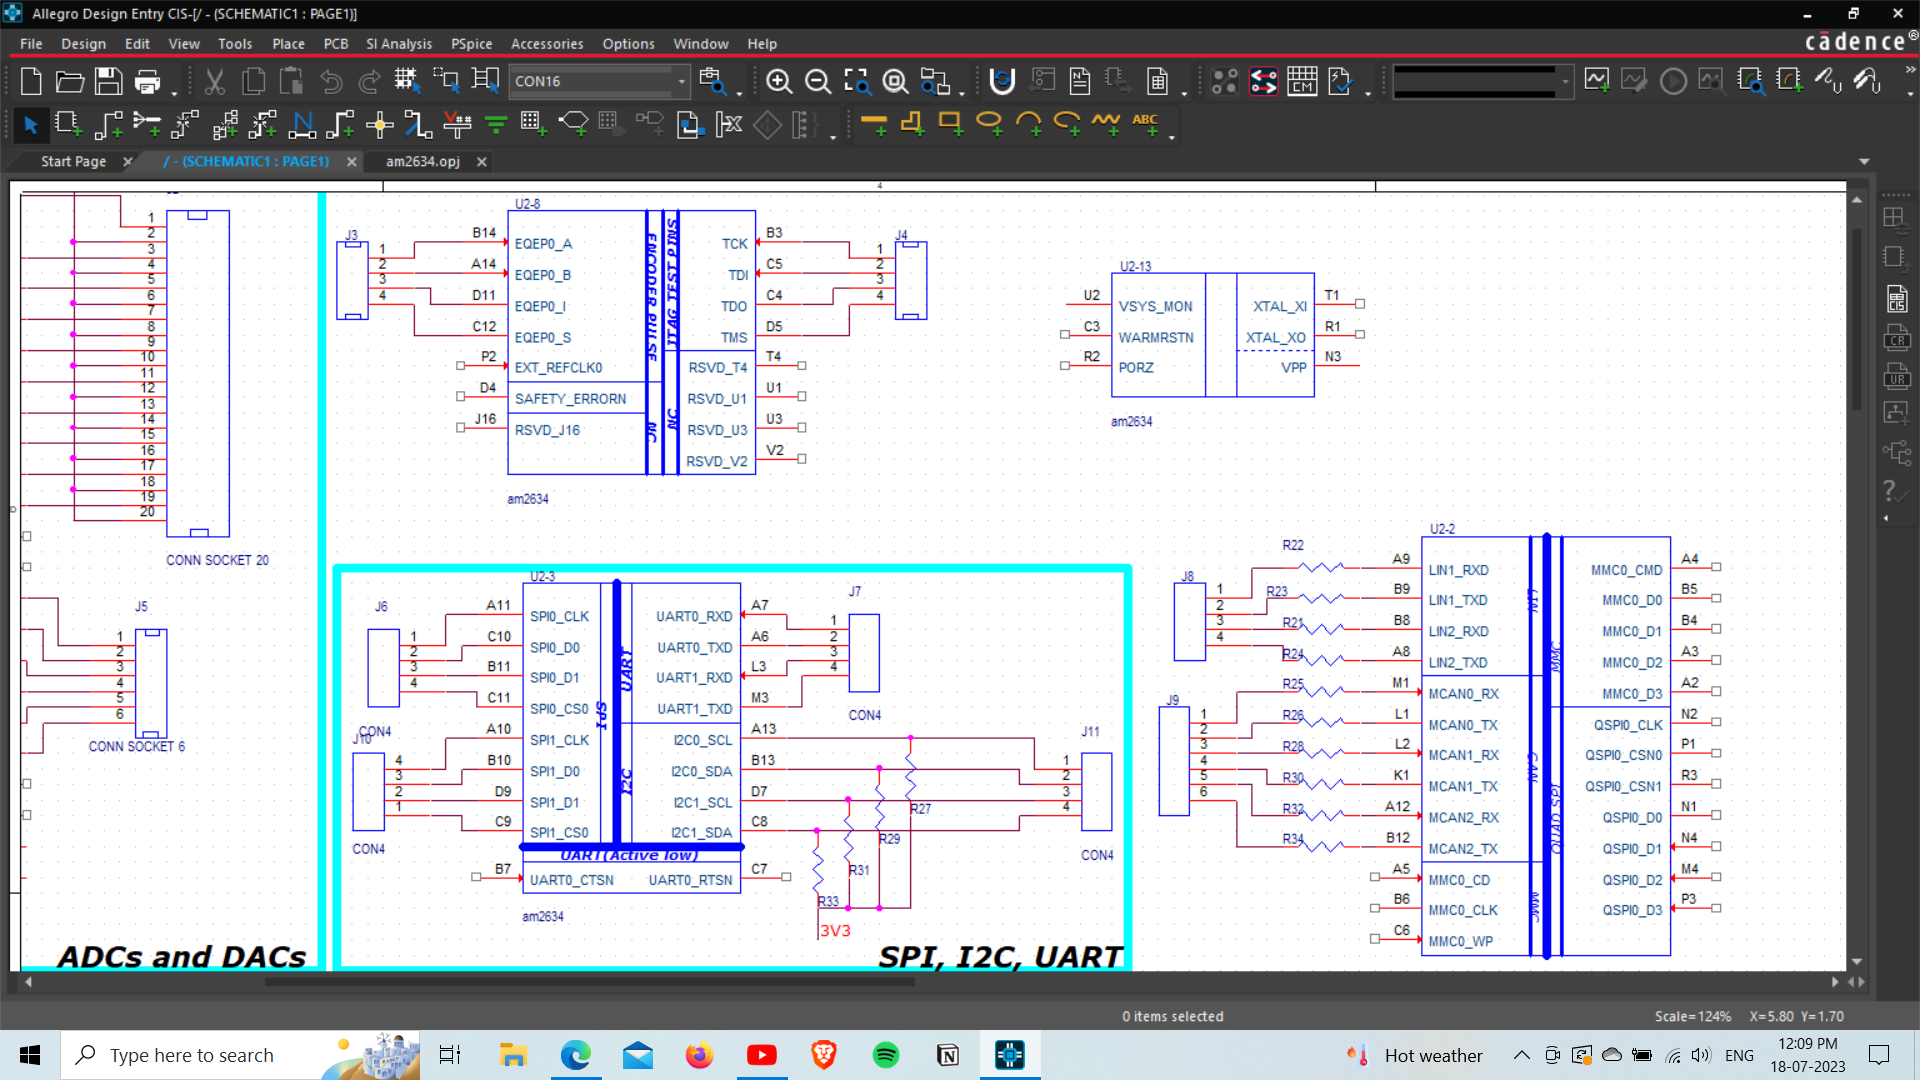 Allegro Design Entry CIS-[/ - (SCHEMATIC1 : PAGE1)]
File Design Edit View Tools Place PCB SI Analysis PSpice Accessories Options Window Help
cādence®
CON16
CM
ABC
Start Page
/ - (SCHEMATIC1 : PAGE1)
am2634.opj
4
1
2
3
4
5
6
7
8
9
10
11
12
13
14
15
16
17
18
19
20
CONN SOCKET 20
J5
1
2
3
4
5
6
CONN SOCKET 6
ADCs and DACs
U2-8
J3
1
2
3
4
B14 EQEP0_A
A14 EQEP0_B
D11 EQEP0_I
C12 EQEP0_S
P2 EXT_REFCLK0
D4 SAFETY_ERRORN
J16 RSVD_J16
ENCODER PULSE
NC
JTAG TEST PINS
NC
TCK B3
TDI C5
TDO C4
TMS D5
RSVD_T4 T4
RSVD_U1 U1
RSVD_U3 U3
RSVD_V2 V2
am2634
J4
1
2
3
4
U2-13
U2 VSYS_MON
C3 WARMRSTN
R2 PORZ
XTAL_XI T1
XTAL_XO R1
VPP N3
am2634
U2-3
J6
1
2
3
4
CON4
J10
4
3
2
1
CON4
A11 SPI0_CLK
C10 SPI0_D0
B11 SPI0_D1
C11 SPI0_CS0
A10 SPI1_CLK
B10 SPI1_D0
D9 SPI1_D1
C9 SPI1_CS0
SPI
UART
I2C
UART0_RXD A7
UART0_TXD A6
UART1_RXD L3
UART1_TXD M3
I2C0_SCL A13
I2C0_SDA B13
I2C1_SCL D7
I2C1_SDA C8
UART(Active low)
B7 UART0_CTSN
UART0_RTSN C7
am2634
J7
1
2
3
4
CON4
J11
1
2
3
4
CON4
R27
R29
R31
R33
3V3
SPI, I2C, UART
U2-2
J8
1
2
3
4
J9
1
2
3
4
5
6
R22
R23
R21
R24
R25
R26
R28
R30
R32
R34
A9 LIN1_RXD
B9 LIN1_TXD
B8 LIN2_RXD
A8 LIN2_TXD
M1 MCAN0_RX
L1 MCAN0_TX
L2 MCAN1_RX
K1 MCAN1_TX
A12 MCAN2_RX
B12 MCAN2_TX
A5 MMC0_CD
B6 MMC0_CLK
C6 MMC0_WP
LIN
CAN
MMC
MMC
QUAD SPI
MMC0_CMD A4
MMC0_D0 B5
MMC0_D1 B4
MMC0_D2 A3
MMC0_D3 A2
QSPI0_CLK N2
QSPI0_CSN0 P1
QSPI0_CSN1 R3
QSPI0_D0 N1
QSPI0_D1 N4
QSPI0_D2 M4
QSPI0_D3 P3
CIS
CR
UR
0 items selected
Scale=124% X=5.80 Y=1.70
Type here to search
Hot weather
ENG
12:09 PM
18-07-2023